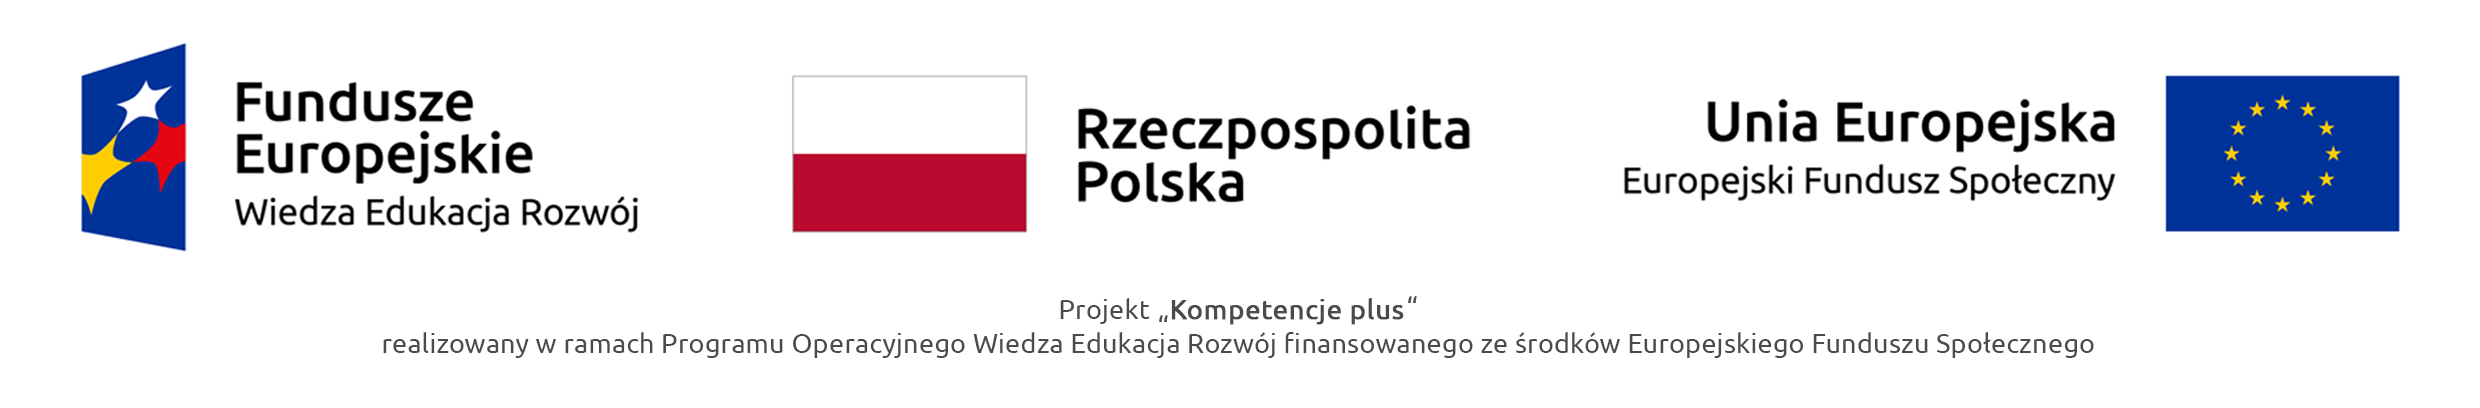 Fundusze
Europejskie
Wiedza Edukacja Rozwój
Rzeczpospolita
Polska
Unia Europejska
Europejski Fundusz Społeczny
Projekt „Kompetencje plus“
realizowany w ramach Programu Operacyjnego Wiedza Edukacja Rozwój finansowanego ze środków Europejskiego Funduszu Społecznego